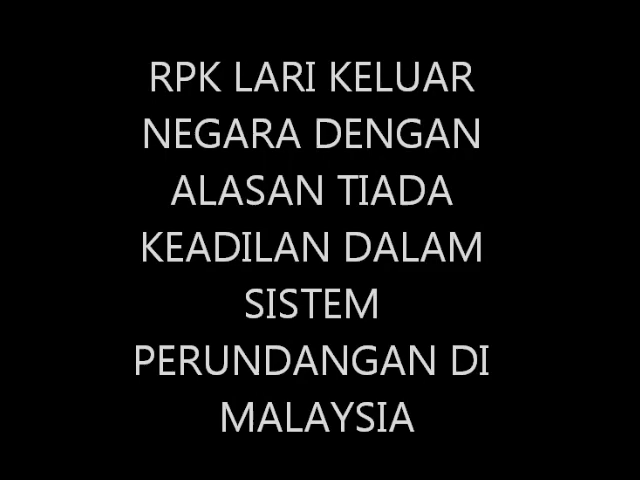 RPK LARI KELUAR
NEGARA DENGAN
ALASAN TIADA
KEADILAN DALAM
SISTEM
PERUNDANGAN DI
MALAYSIA